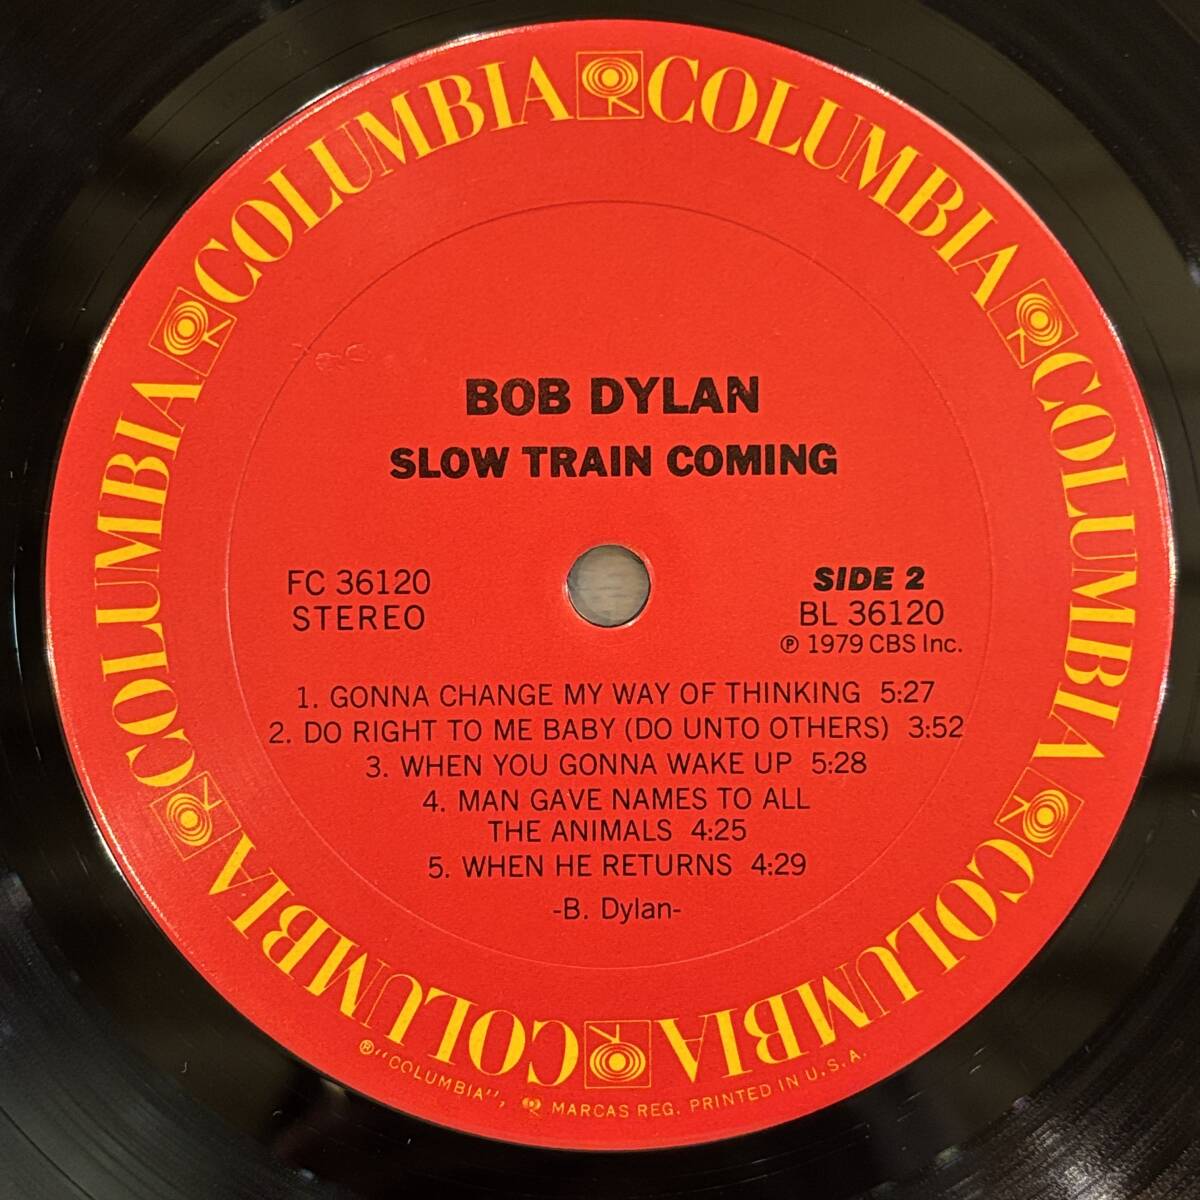 COLUMBIA COLUMBIA COLUMBIA COLUMBIA COLUMBIA COLUMBIA
BOB DYLAN
SLOW TRAIN COMING
FC 36120
STEREO
SIDE 2
BL 36120
℗ 1979 CBS Inc.
1. GONNA CHANGE MY WAY OF THINKING 5:27
2. DO RIGHT TO ME BABY (DO UNTO OTHERS) 3:52
3. WHEN YOU GONNA WAKE UP 5:28
4. MAN GAVE NAMES TO ALL
THE ANIMALS 4:25
5. WHEN HE RETURNS 4:29
-B. Dylan-
®"COLUMBIA", MARCAS REG. PRINTED IN U.S.A.